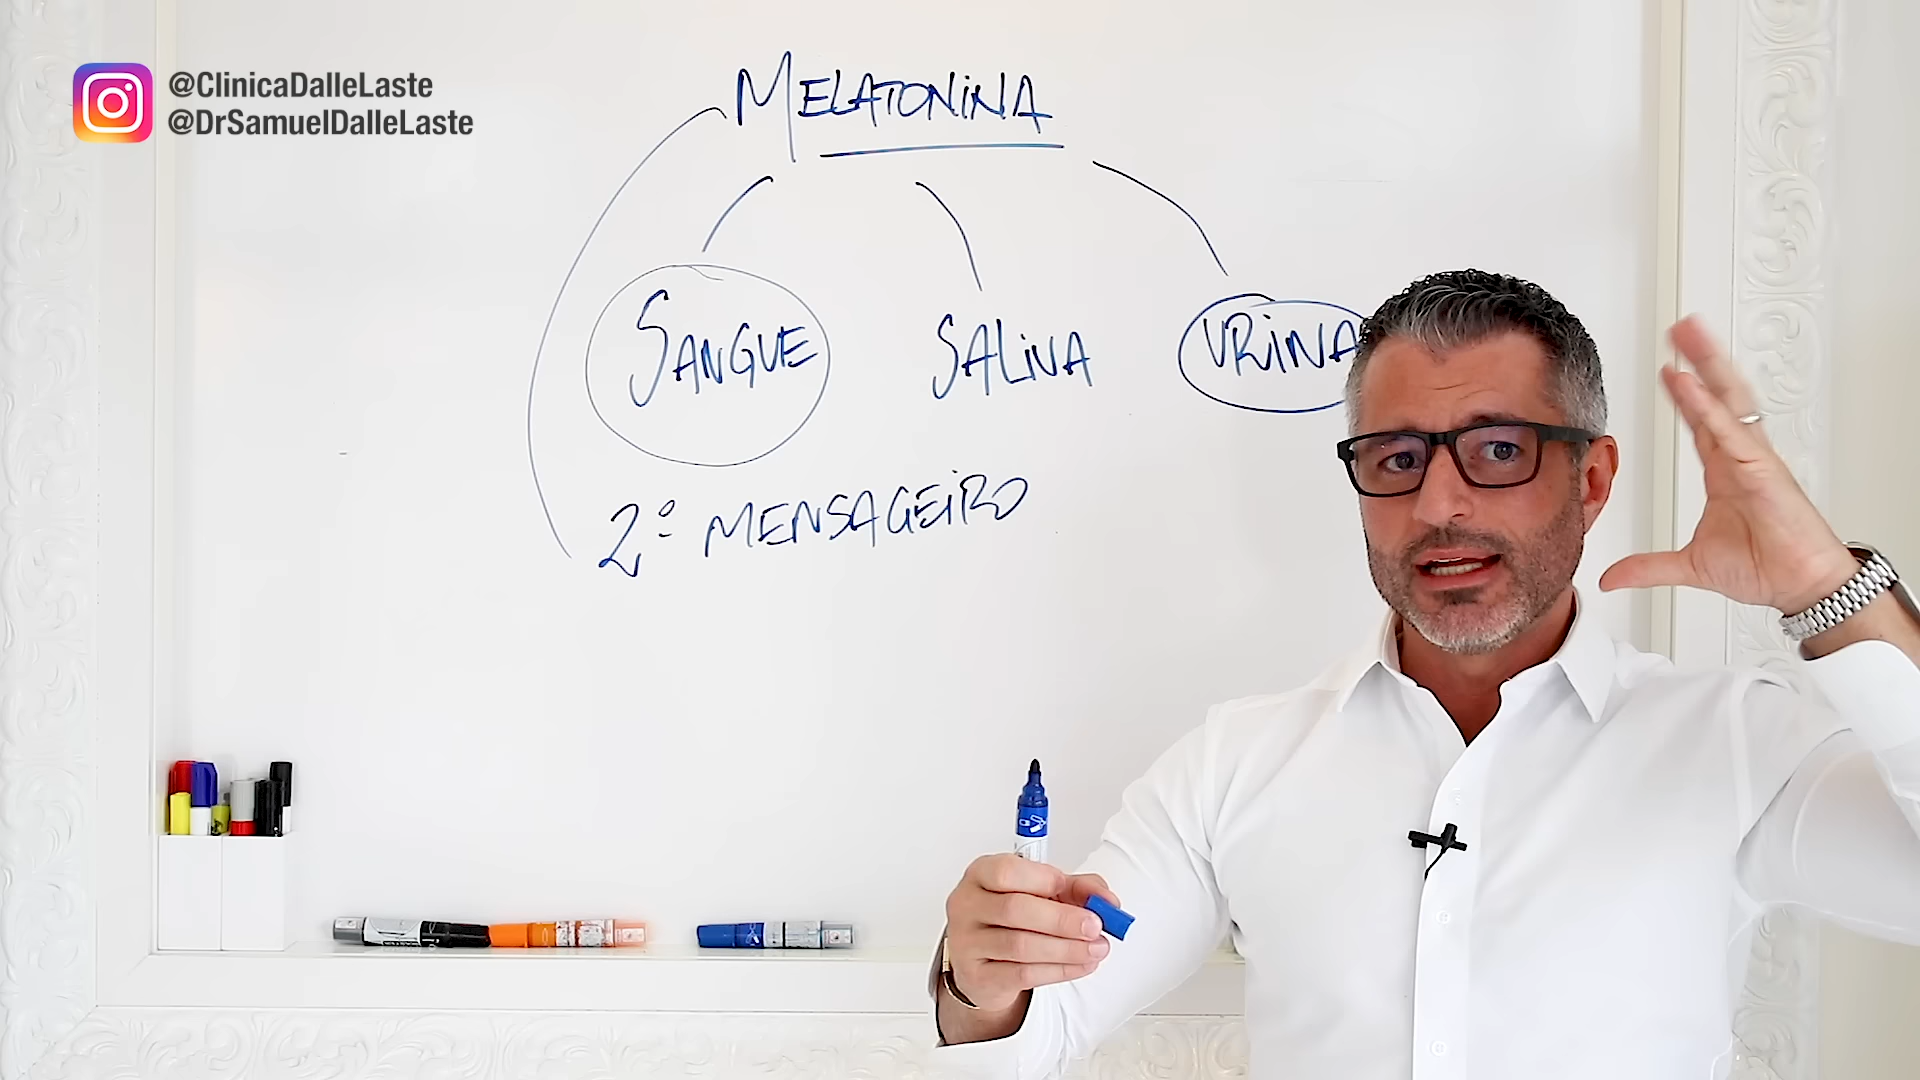 @ClinicaDalleLaste
@DrSamuelDalleLaste
MELATONINA
SANGUE
SALIVA
URINA
2º MENSAGEIRO